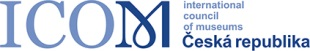 ICOM
international
council
of museums
Česká republika